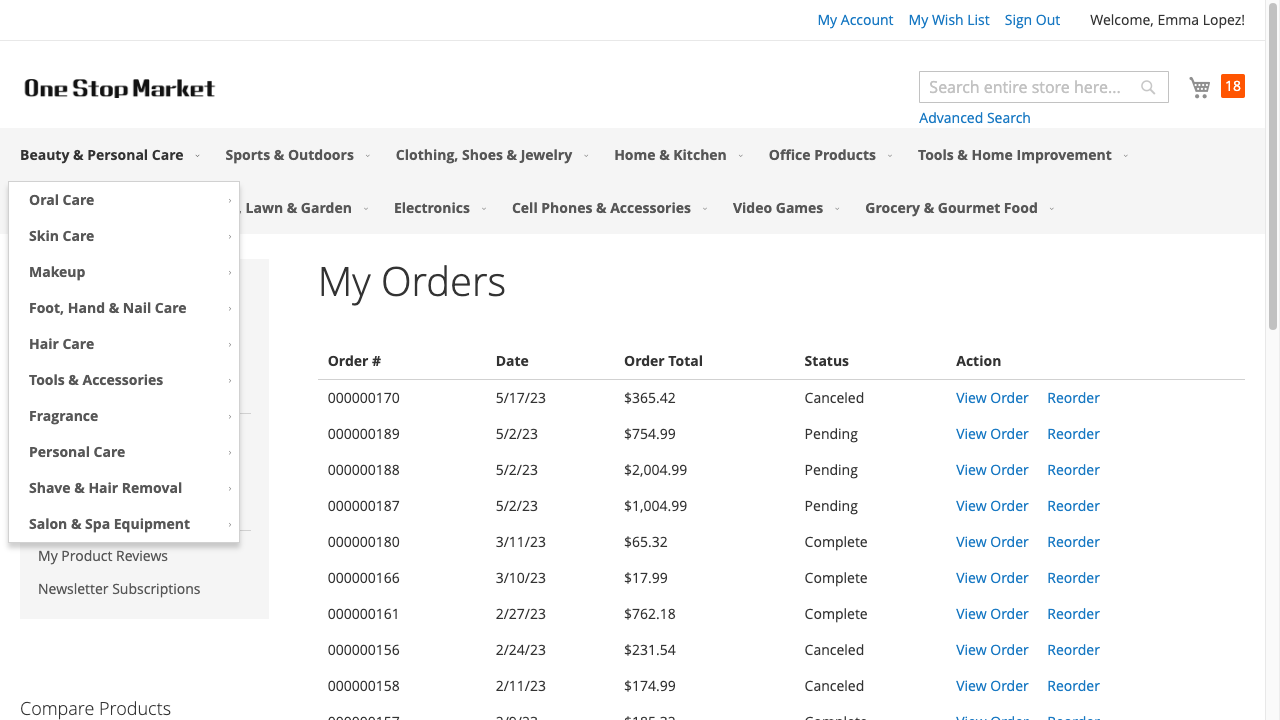 My Account My Wish List Sign Out Welcome, Emma Lopez!
One Stop Market
Search entire store here...
18
Advanced Search
Beauty & Personal Care Sports & Outdoors Clothing, Shoes & Jewelry Home & Kitchen Office Products Tools & Home Improvement
, Lawn & Garden Electronics Cell Phones & Accessories Video Games Grocery & Gourmet Food
Oral Care
Skin Care
Makeup
Foot, Hand & Nail Care
Hair Care
Tools & Accessories
Fragrance
Personal Care
Shave & Hair Removal
Salon & Spa Equipment
My Product Reviews
Newsletter Subscriptions
Compare Products
My Orders
Order # Date Order Total Status Action
000000170 5/17/23 $365.42 Canceled View Order Reorder
000000189 5/2/23 $754.99 Pending View Order Reorder
000000188 5/2/23 $2,004.99 Pending View Order Reorder
000000187 5/2/23 $1,004.99 Pending View Order Reorder
000000180 3/11/23 $65.32 Complete View Order Reorder
000000166 3/10/23 $17.99 Complete View Order Reorder
000000161 2/27/23 $762.18 Complete View Order Reorder
000000156 2/24/23 $231.54 Canceled View Order Reorder
000000158 2/11/23 $174.99 Canceled View Order Reorder